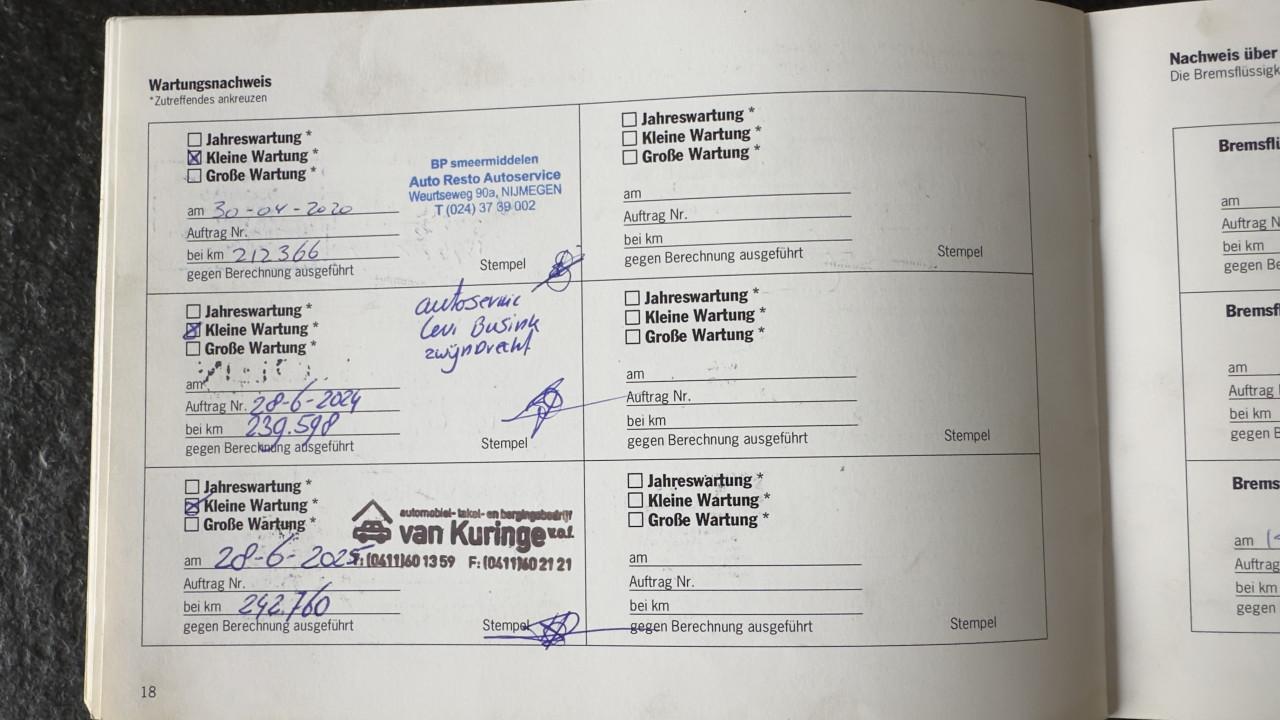 Wartungsnachweis
*Zutreffendes ankreuzen
Jahreswartung *
Kleine Wartung *
Große Wartung *
am 30-04-2020
Auftrag Nr.
bei km 212366
gegen Berechnung ausgeführt
BP smeermiddelen
Auto Resto Autoservice
Weurtseweg 90a, NIJMEGEN
T (024) 37 39 002
Stempel
Jahreswartung *
Kleine Wartung *
Große Wartung *
am
Auftrag Nr. 28-6-2024
bei km 239.598
gegen Berechnung ausgeführt
autoservic
Levi Busink
zwijndrecht
Stempel
Jahreswartung *
Kleine Wartung *
Große Wartung *
am 28-6-2025
Auftrag Nr.
bei km 242.760
gegen Berechnung ausgeführt
automobiel- takel- en bergingsbedrijf
van Kuringe v.o.f.
T: (0411)60 13 59 F: (0411)60 21 21
Stempel
Jahreswartung *
Kleine Wartung *
Große Wartung *
am
Auftrag Nr.
bei km
gegen Berechnung ausgeführt
Stempel
Jahreswartung *
Kleine Wartung *
Große Wartung *
am
Auftrag Nr.
bei km
gegen Berechnung ausgeführt
Stempel
Jahreswartung *
Kleine Wartung *
Große Wartung *
am
Auftrag Nr.
bei km
gegen Berechnung ausgeführt
Stempel
18
Nachweis über
Die Bremsflüssigk
Bremsflü
am
Auftrag N
bei km
gegen Be
Bremsfl
am
Auftrag
bei km
gegen B
Brems
am
Auftrag
bei km
gegen